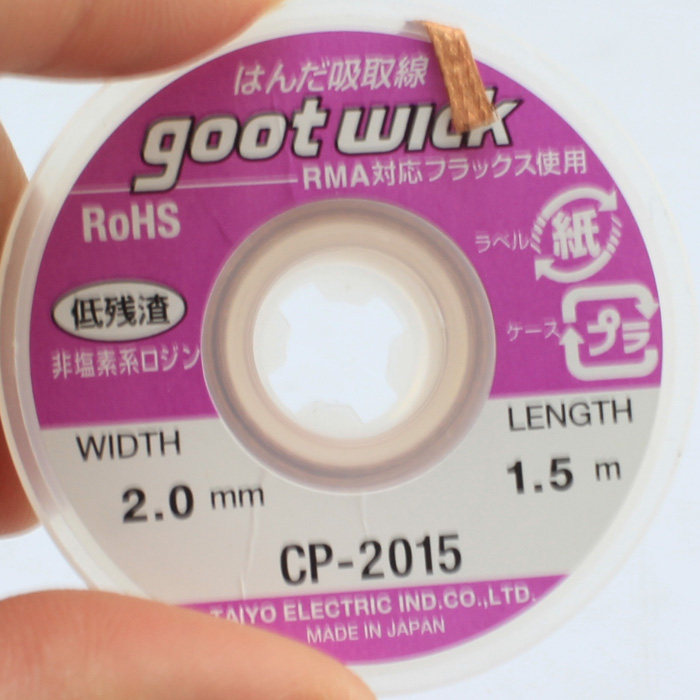 はんだ吸取線
goot wick
RMA対応フラックス使用
RoHS
ラベル 紙
低残渣
ケース プラ
非塩素系ロジン
WIDTH
LENGTH
2.0 mm
1.5 m
CP-2015
TAIYO ELECTRIC IND.CO.,LTD.
MADE IN JAPAN